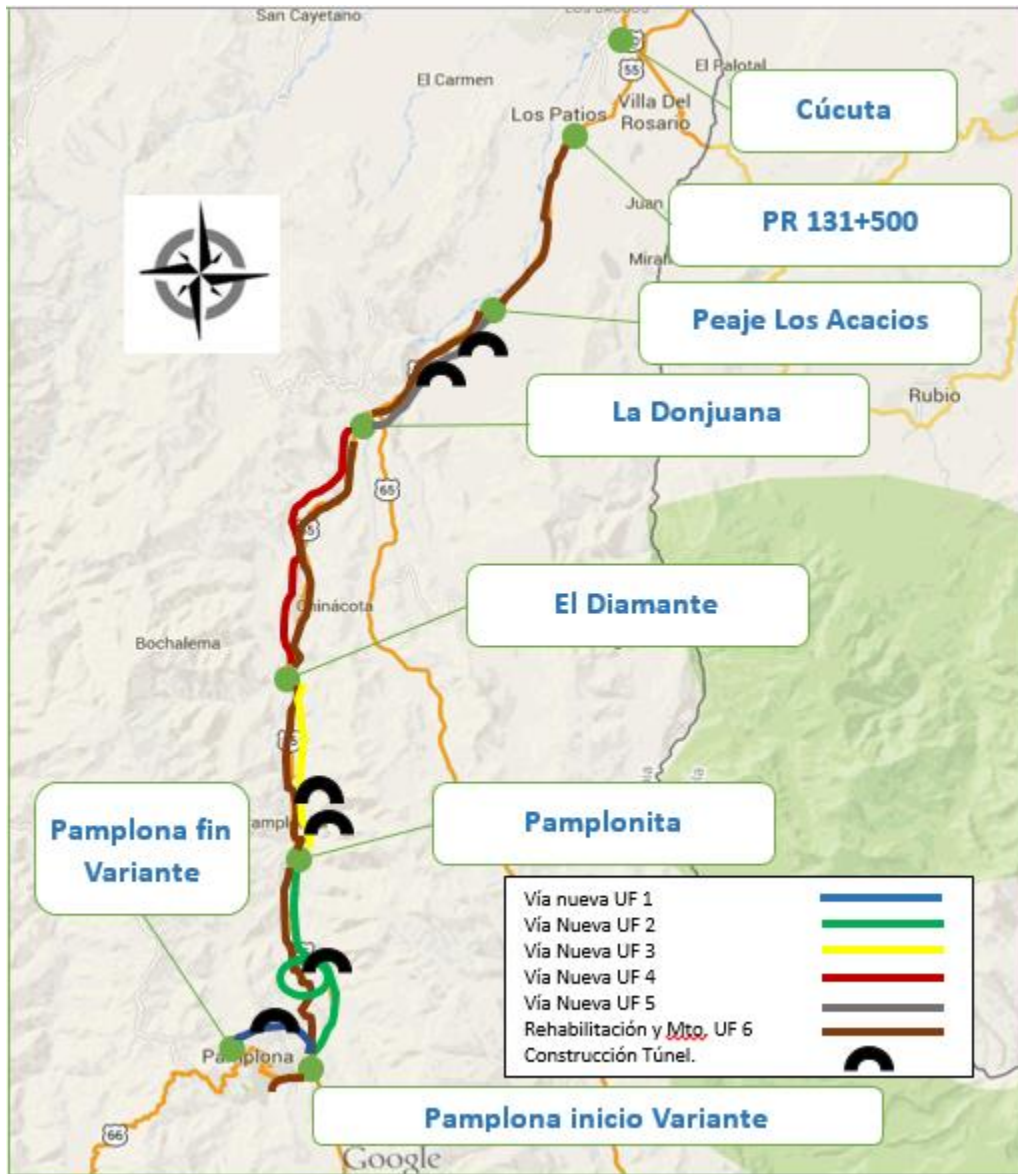 San Cayetano
El Carmen
El Palotal
55
Los Patios
Villa Del
Rosario
Cúcuta
Juan
PR 131+500
Peaje Los Acacios
Rubio
La Donjuana
65
El Diamante
Chinácota
Bochalema
Pamplona fin
Variante
Pamplonita
Vía nueva UF 1
Vía Nueva UF 2
Vía Nueva UF 3
Vía Nueva UF 4
Vía Nueva UF 5
Rehabilitación y Mto. UF 6
Construcción Túnel.
Pamplona
Pamplona inicio Variante
66
Google